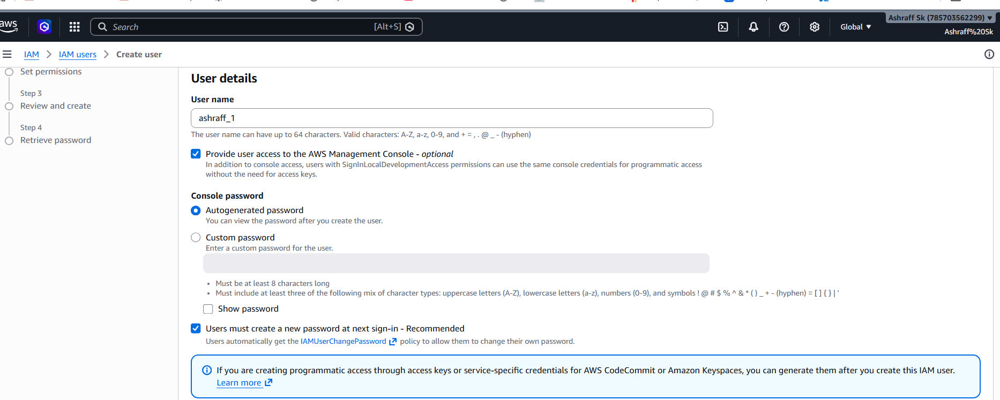 aws
Search [Alt+S]
Global
Ashraff Sk (785703562299)
Ashraff%20Sk
IAM
IAM users
Create user
Set permissions
Step 3
Review and create
Step 4
Retrieve password
User details
User name
ashraff_1
The user name can have up to 64 characters. Valid characters: A-Z, a-z, 0-9, and + = , . @ _ - (hyphen)
Provide user access to the AWS Management Console - optional
In addition to console access, users with SignInLocalDevelopmentAccess permissions can use the same console credentials for programmatic access
without the need for access keys.
Console password
Autogenerated password
You can view the password after you create the user.
Custom password
Enter a custom password for the user.
• Must be at least 8 characters long
• Must include at least three of the following mix of character types: uppercase letters (A-Z), lowercase letters (a-z), numbers (0-9), and symbols ! @ # $ % ^ & * ( ) _ + - (hyphen) = [ ] { } | '
Show password
Users must create a new password at next sign-in - Recommended
Users automatically get the IAMUserChangePassword policy to allow them to change their own password.
If you are creating programmatic access through access keys or service-specific credentials for AWS CodeCommit or Amazon Keyspaces, you can generate them after you create this IAM user.
Learn more